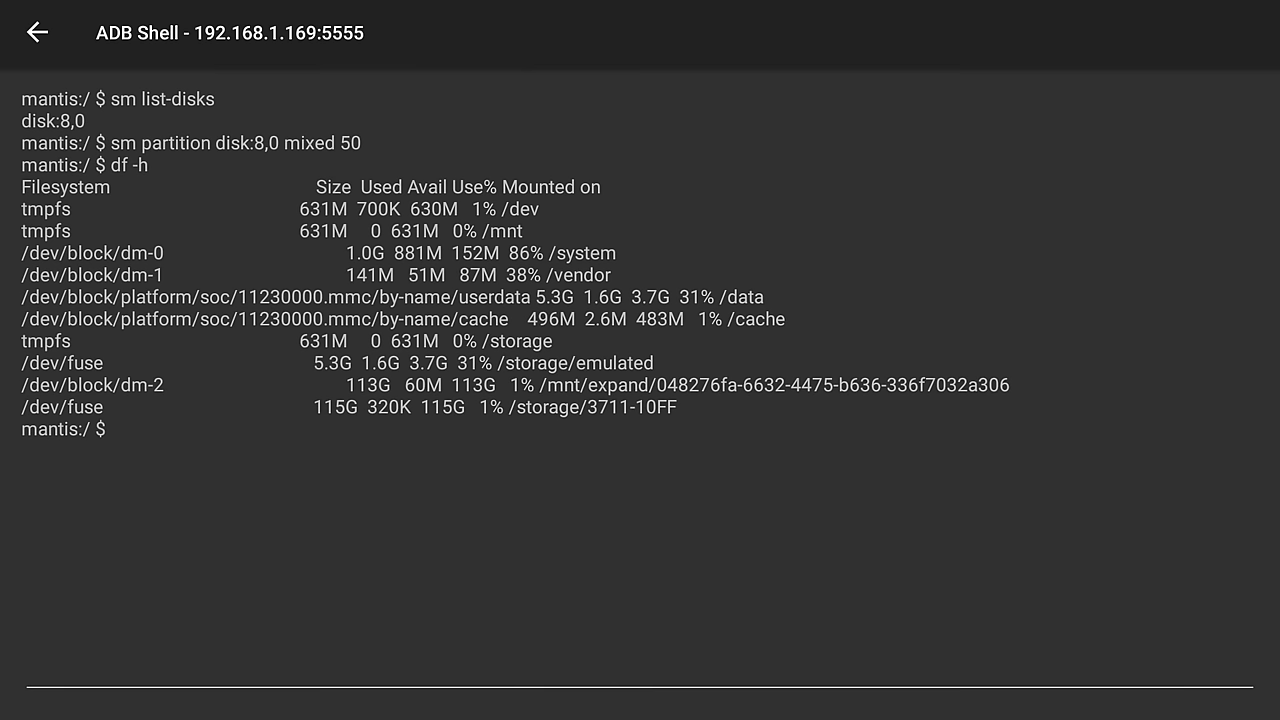 ADB Shell - 192.168.1.169:5555
mantis:/ $ sm list-disks
disk:8,0
mantis:/ $ sm partition disk:8,0 mixed 50
mantis:/ $ df -h
Filesystem Size Used Avail Use% Mounted on
tmpfs 631M 700K 630M 1% /dev
tmpfs 631M 0 631M 0% /mnt
/dev/block/dm-0 1.0G 881M 152M 86% /system
/dev/block/dm-1 141M 51M 87M 38% /vendor
/dev/block/platform/soc/11230000.mmc/by-name/userdata 5.3G 1.6G 3.7G 31% /data
/dev/block/platform/soc/11230000.mmc/by-name/cache 496M 2.6M 483M 1% /cache
tmpfs 631M 0 631M 0% /storage
/dev/fuse 5.3G 1.6G 3.7G 31% /storage/emulated
/dev/block/dm-2 113G 60M 113G 1% /mnt/expand/048276fa-6632-4475-b636-336f7032a306
/dev/fuse 115G 320K 115G 1% /storage/3711-10FF
mantis:/ $